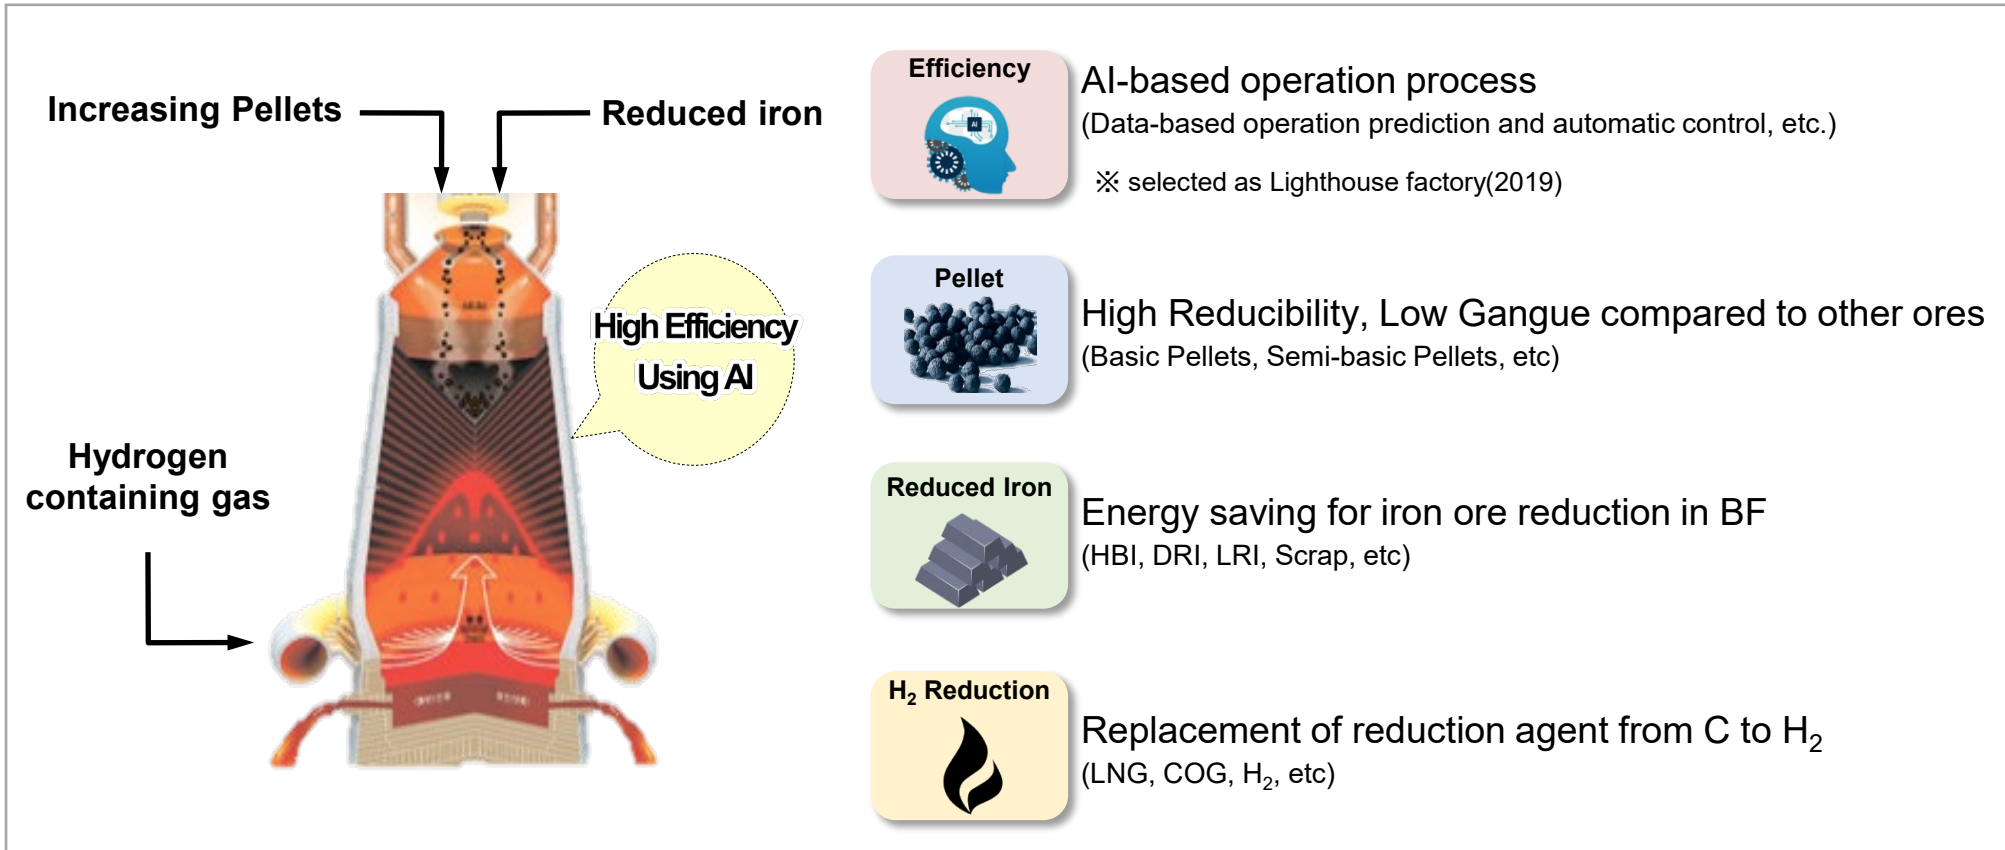 Increasing Pellets
Reduced iron
High Efficiency
Using AI
Hydrogen
containing gas
Efficiency
AI
AI-based operation process
(Data-based operation prediction and automatic control, etc.)
※ selected as Lighthouse factory(2019)
Pellet
High Reducibility, Low Gangue compared to other ores
(Basic Pellets, Semi-basic Pellets, etc)
Reduced Iron
Energy saving for iron ore reduction in BF
(HBI, DRI, LRI, Scrap, etc)
H₂ Reduction
Replacement of reduction agent from C to H₂
(LNG, COG, H₂, etc)